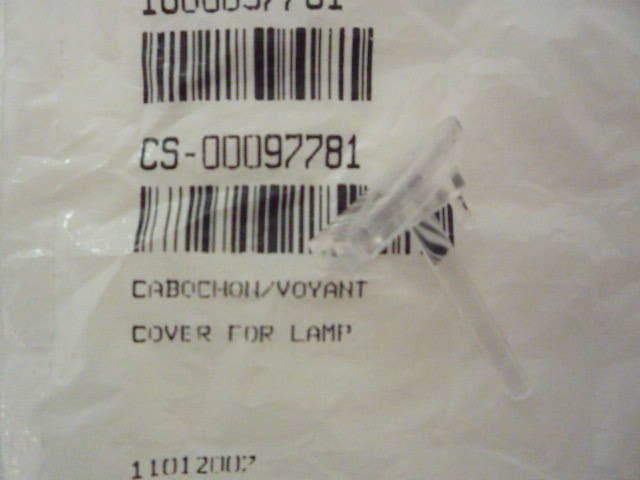 CS-00097781
CABOCHON/VOYANT
COVER FOR LAMP
11012002